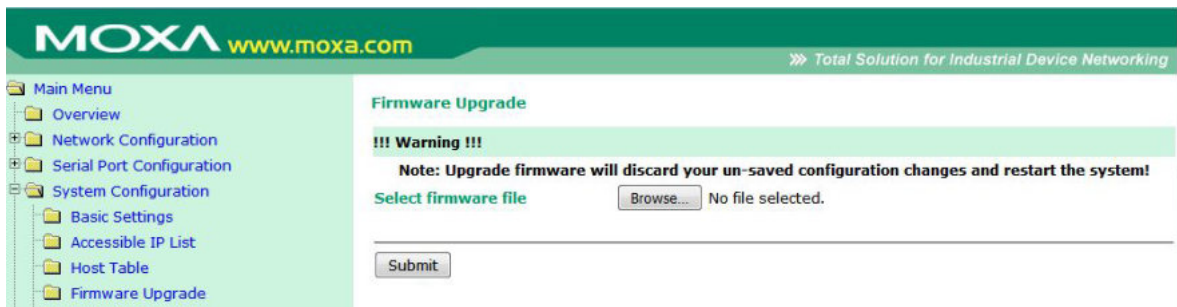 MOXA www.moxa.com
Total Solution for Industrial Device Networking
Main Menu
Overview
Network Configuration
Serial Port Configuration
System Configuration
Basic Settings
Accessible IP List
Host Table
Firmware Upgrade
Firmware Upgrade
!!! Warning !!!
Note: Upgrade firmware will discard your un-saved configuration changes and restart the system!
Select firmware file Browse... No file selected.
Submit